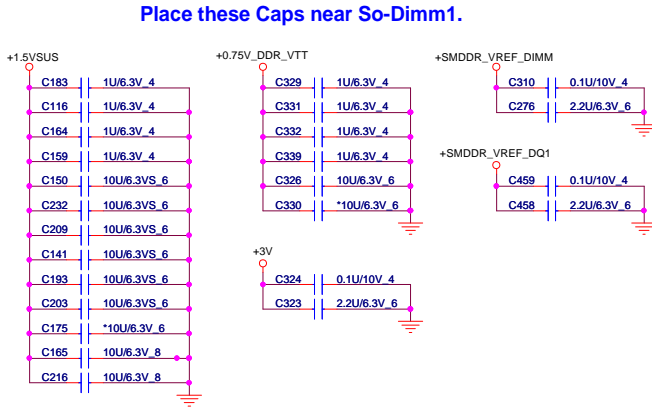 Place these Caps near So-Dimm1.
+1.5VSUS
C183 1U/6.3V_4
C116 1U/6.3V_4
C164 1U/6.3V_4
C159 1U/6.3V_4
C150 10U/6.3VS_6
C232 10U/6.3VS_6
C209 10U/6.3VS_6
C141 10U/6.3VS_6
C193 10U/6.3VS_6
C203 10U/6.3VS_6
C175 *10U/6.3V_6
C165 10U/6.3V_8
C216 10U/6.3V_8
+0.75V_DDR_VTT
C329 1U/6.3V_4
C331 1U/6.3V_4
C332 1U/6.3V_4
C339 1U/6.3V_4
C326 10U/6.3V_6
C330 *10U/6.3V_6
+3V
C324 0.1U/10V_4
C323 2.2U/6.3V_6
+SMDDR_VREF_DIMM
C310 0.1U/10V_4
C276 2.2U/6.3V_6
+SMDDR_VREF_DQ1
C459 0.1U/10V_4
C458 2.2U/6.3V_6